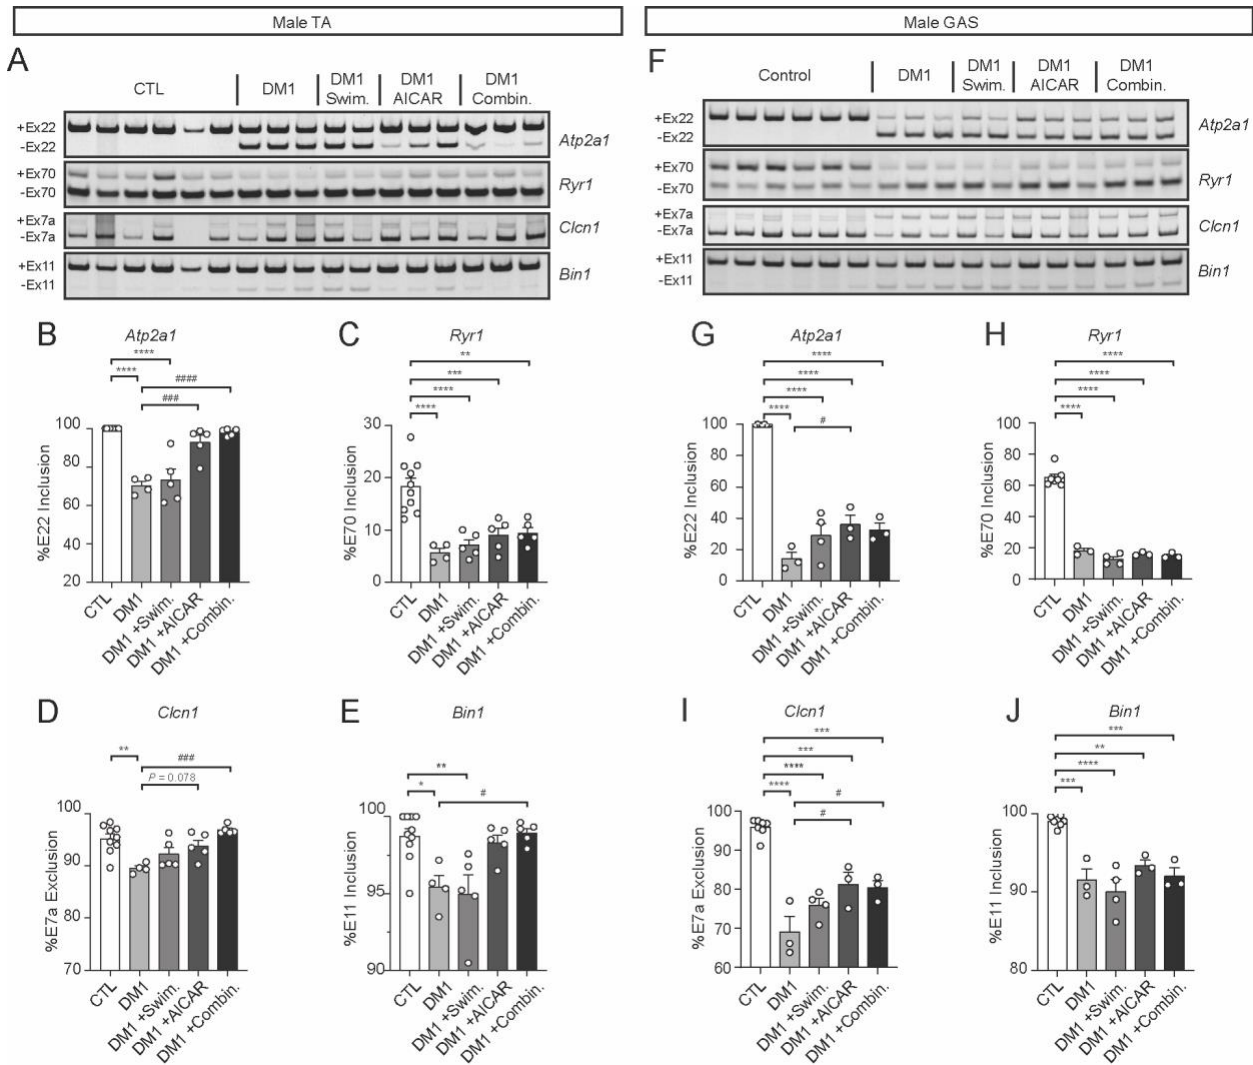 Male TA
Male GAS
A
CTL
DM1
DM1 Swim.
DM1 AICAR
DM1 Combin.
+Ex22
-Ex22
Atp2a1
+Ex70
-Ex70
Ryr1
+Ex7a
-Ex7a
Clcn1
+Ex11
-Ex11
Bin1
F
Control
DM1
DM1 Swim.
DM1 AICAR
DM1 Combin.
+Ex22
-Ex22
Atp2a1
+Ex70
-Ex70
Ryr1
+Ex7a
-Ex7a
Clcn1
+Ex11
-Ex11
Bin1
B
Atp2a1
****
****
####
###
%E22 Inclusion
100
80
60
40
20
CTL
DM1
DM1 +Swim.
DM1 +AICAR
DM1 +Combin.
C
Ryr1
**
***
****
****
%E70 Inclusion
30
20
10
0
CTL
DM1
DM1 +Swim.
DM1 +AICAR
DM1 +Combin.
G
Atp2a1
****
****
****
****
#
%E22 Inclusion
100
80
60
40
20
0
CTL
DM1
DM1 +Swim.
DM1 +AICAR
DM1 +Combin.
H
Ryr1
****
****
****
****
%E70 Inclusion
100
80
60
40
20
0
CTL
DM1
DM1 +Swim.
DM1 +AICAR
DM1 +Combin.
D
Clcn1
**
###
P = 0.078
%E7a Exclusion
100
90
80
70
CTL
DM1
DM1 +Swim.
DM1 +AICAR
DM1 +Combin.
E
Bin1
**
*
#
%E11 Inclusion
100
95
90
CTL
DM1
DM1 +Swim.
DM1 +AICAR
DM1 +Combin.
I
Clcn1
***
***
****
****
#
#
%E7a Exclusion
100
90
80
70
60
CTL
DM1
DM1 +Swim.
DM1 +AICAR
DM1 +Combin.
J
Bin1
***
**
****
***
%E11 Inclusion
100
90
80
CTL
DM1
DM1 +Swim.
DM1 +AICAR
DM1 +Combin.